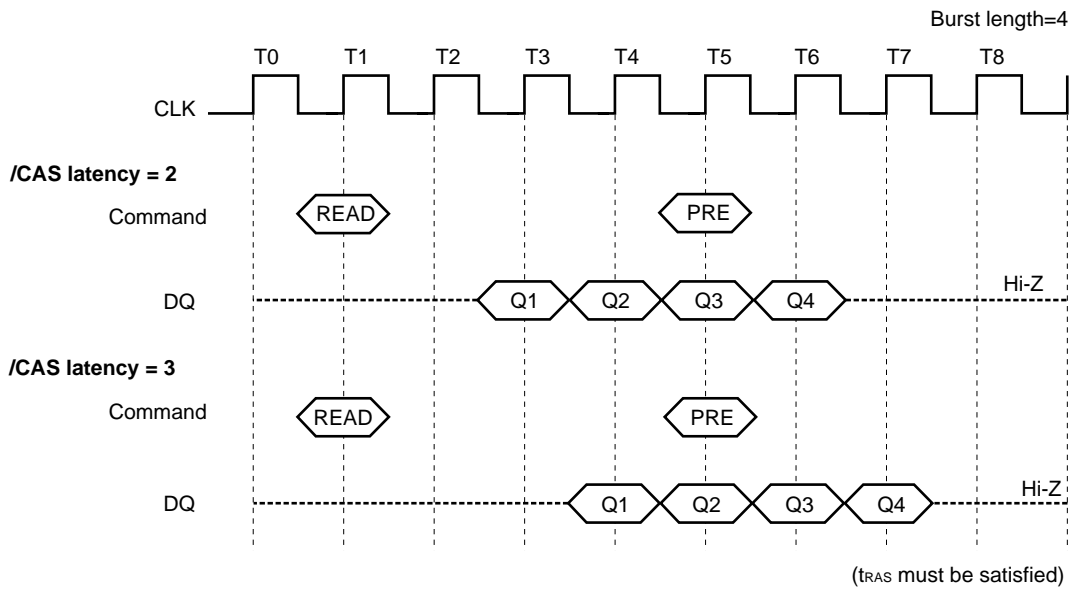 Burst length=4
T0 T1 T2 T3 T4 T5 T6 T7 T8
CLK
/CAS latency = 2
Command READ PRE
Hi-Z
DQ Q1 Q2 Q3 Q4
/CAS latency = 3
Command READ PRE
Hi-Z
DQ Q1 Q2 Q3 Q4
(tRAS must be satisfied)